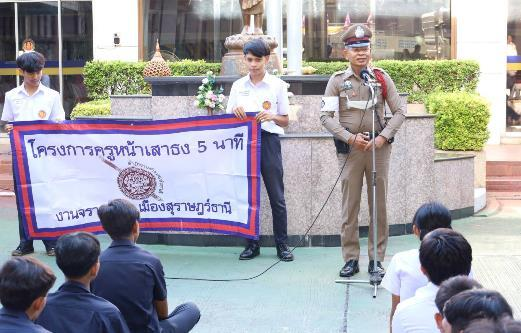 โครงการครูหน้าเสาธง 5 นาที
งานจรา เมืองสุราษฎร์ธานี